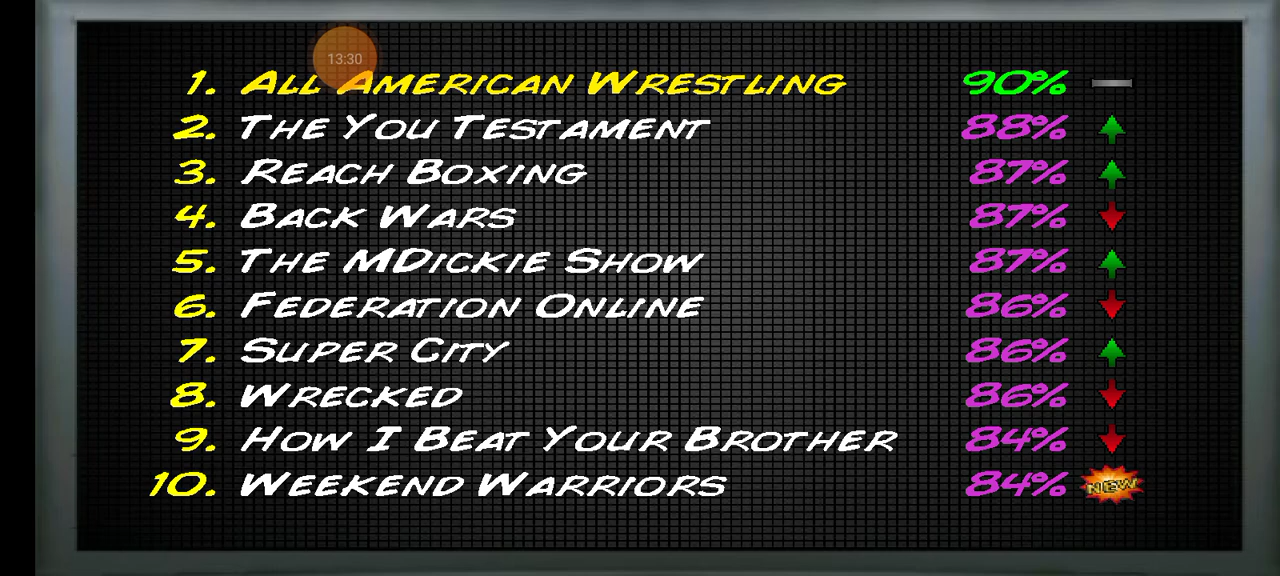 13:30
1. ALL AMERICAN WRESTLING 90%
2. THE YOU TESTAMENT 88%
3. REACH BOXING 87%
4. BACK WARS 87%
5. THE MDICKIE SHOW 87%
6. FEDERATION ONLINE 86%
7. SUPER CITY 86%
8. WRECKED 86%
9. HOW I BEAT YOUR BROTHER 84%
10. WEEKEND WARRIORS 84% NEW